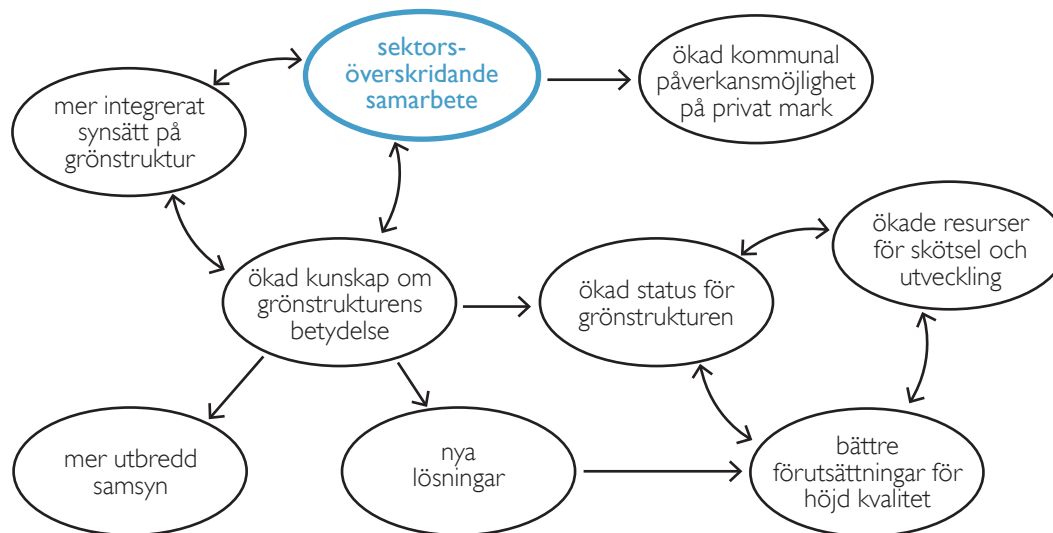 sektors-
överskridande
samarbete
ökad kommunal
påverkansmöjlighet
på privat mark
mer integrerat
synsätt på
grönstruktur
ökade resurser
för skötsel och
utveckling
ökad kunskap om
grönstrukturens
betydelse
ökad status för
grönstrukturen
mer utbredd
samsyn
nya
lösningar
bättre
förutsättningar för
höjd kvalitet